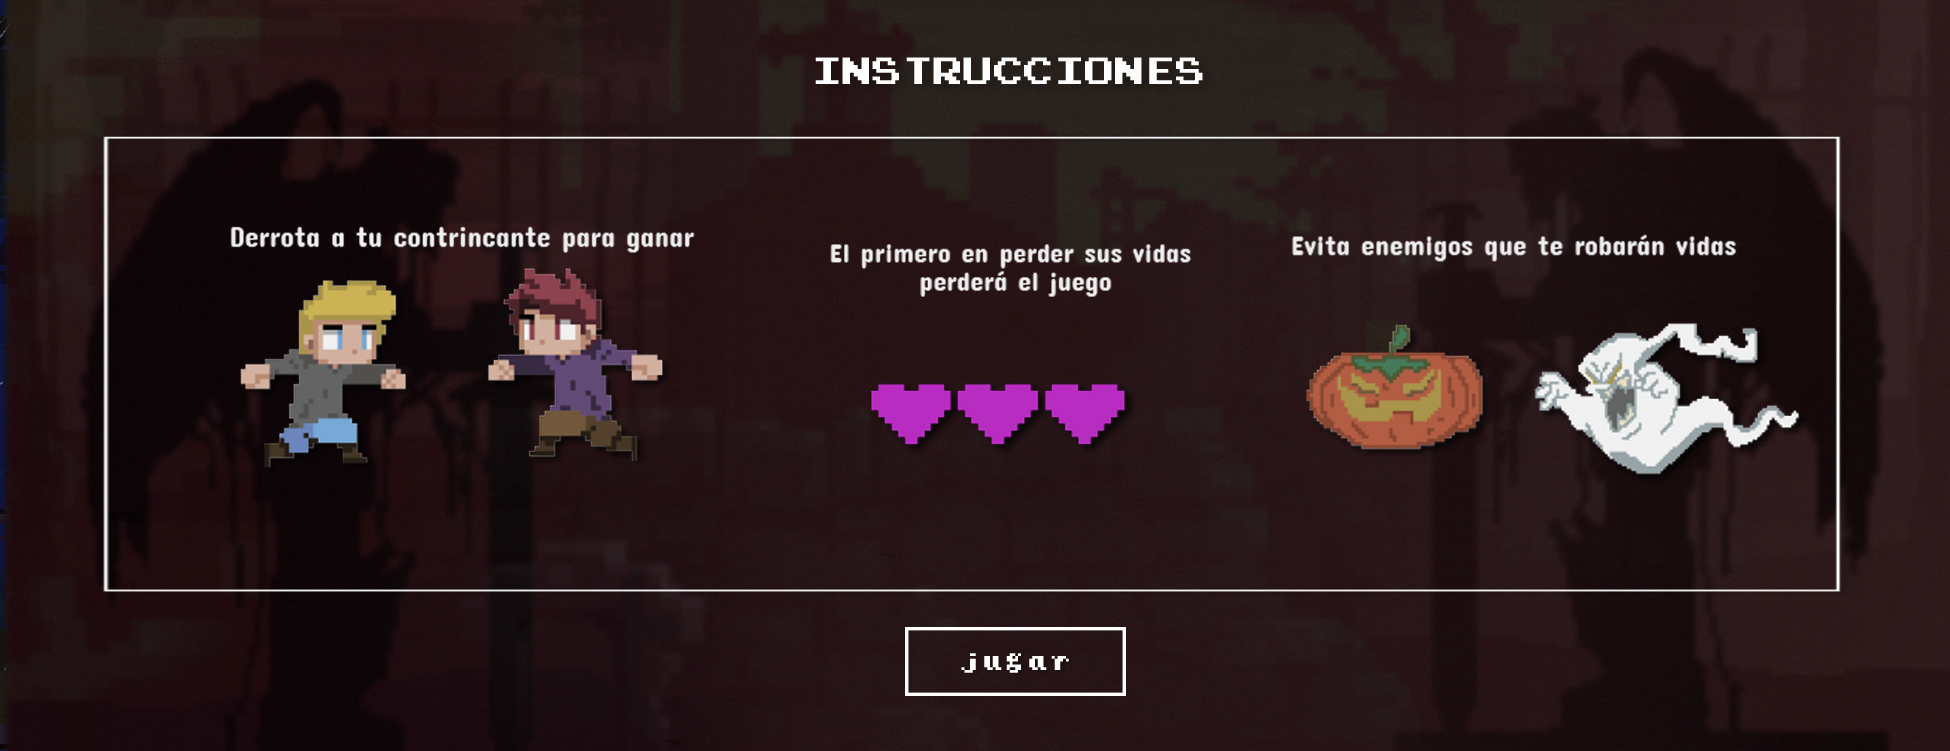 INSTRUCCIONES
Derrota a tu contrincante para ganar
El primero en perder sus vidas
perderá el juego
Evita enemigos que te robarán vidas
jugar